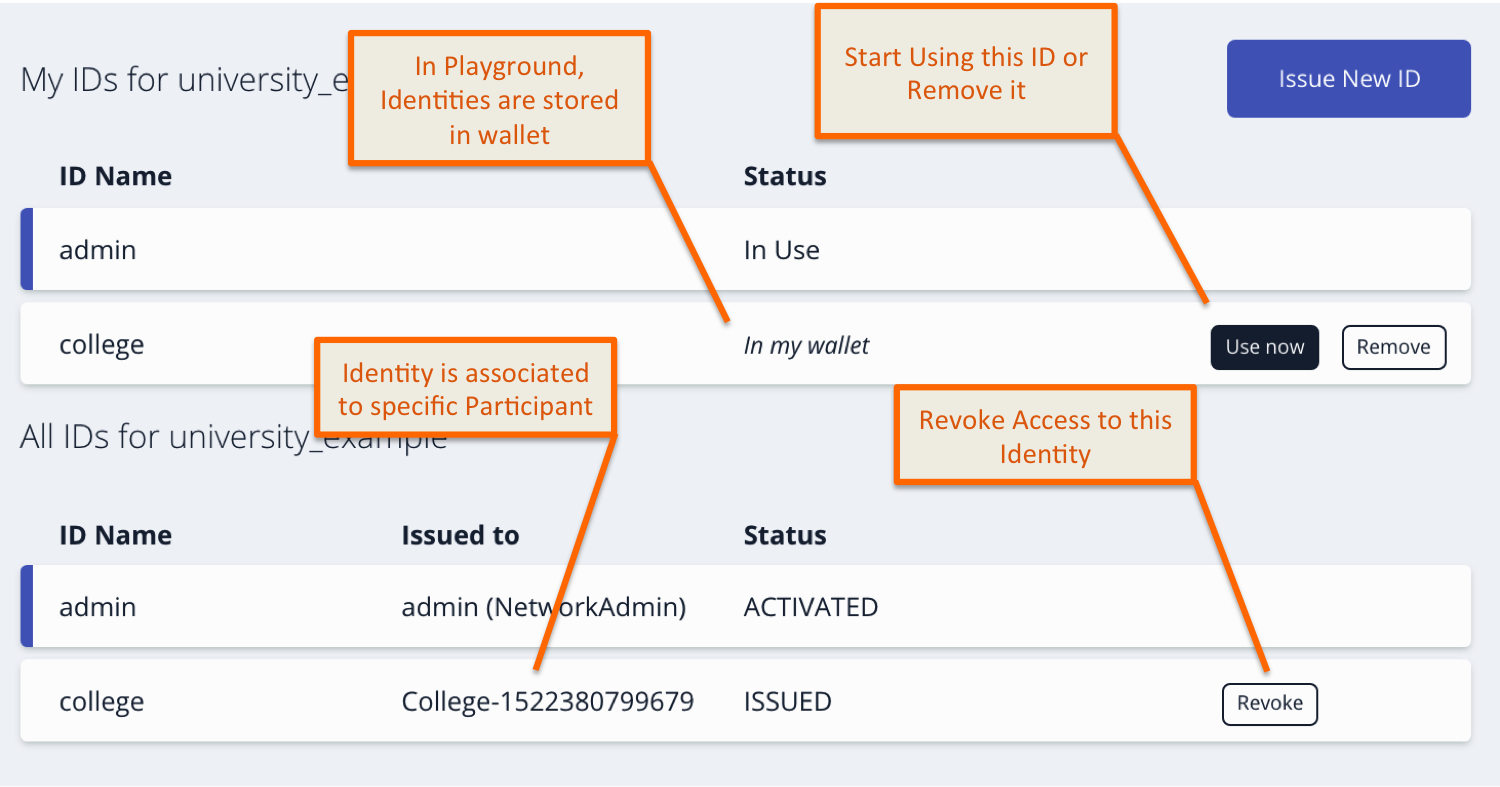 My IDs for university_e
In Playground,
Identities are stored
in wallet
Start Using this ID or
Remove it
Issue New ID
ID Name Status
admin In Use
college In my wallet Use now Remove
Identity is associated
to specific Participant
Revoke Access to this
Identity
All IDs for university_example
ID Name Issued to Status
admin admin (NetworkAdmin) ACTIVATED
college College-1522380799679 ISSUED Revoke